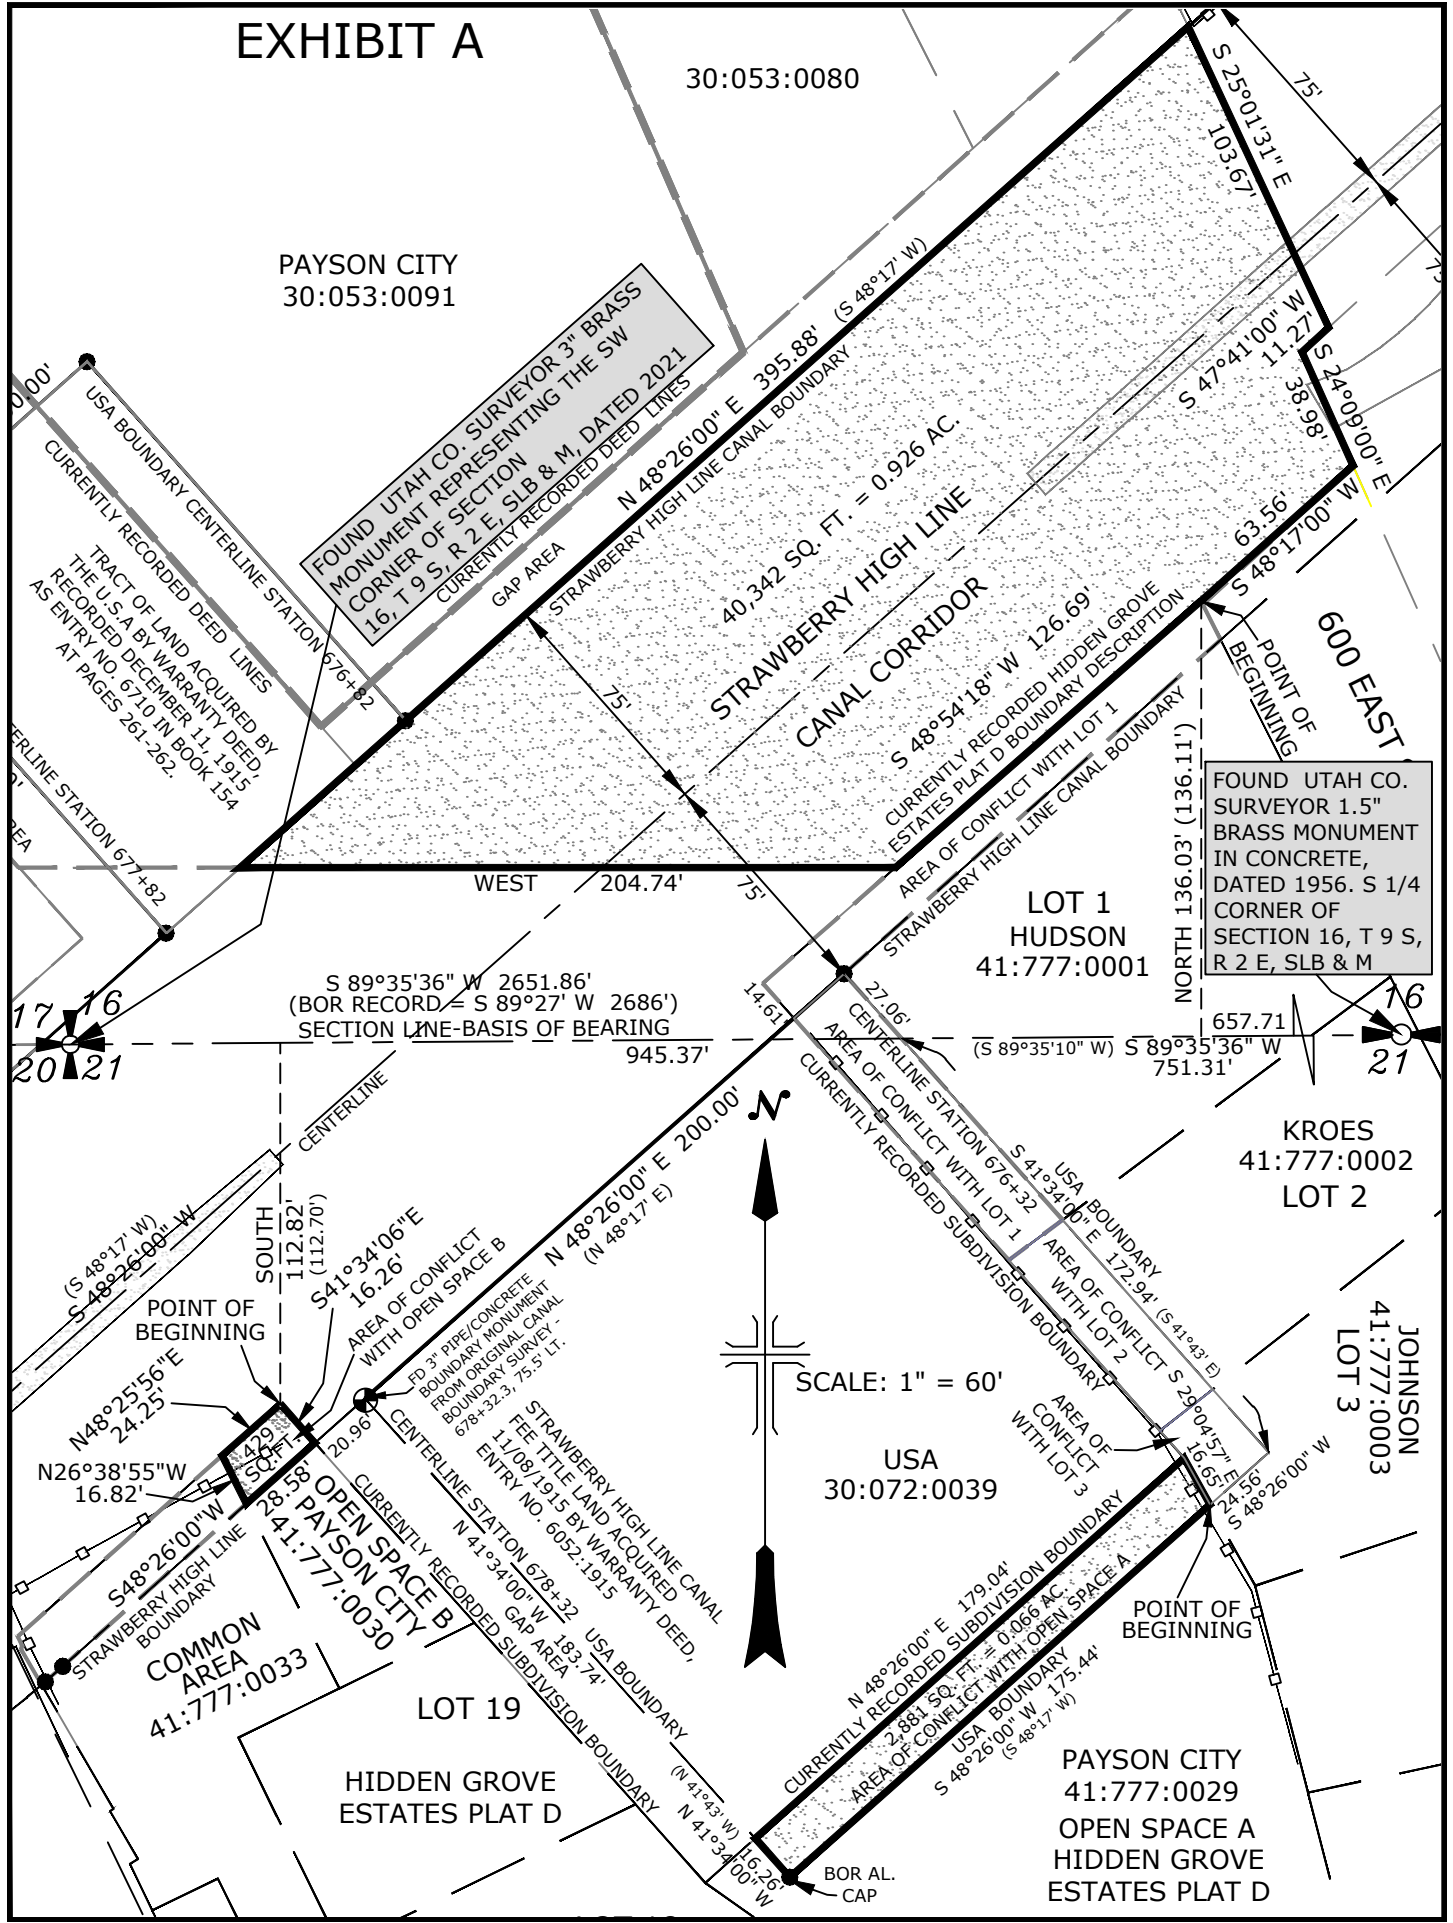 EXHIBIT A
30:053:0080
PAYSON CITY
30:053:0091
S 25°01'31" E
103.67'
75'
75'
FOUND UTAH CO. SURVEYOR 3" BRASS
MONUMENT REPRESENTING THE SW
CORNER OF SECTION
16, T 9 S, R 2 E, SLB & M, DATED 2021
CURRENTLY RECORDED DEED LINES
GAP AREA
N 48°26'00" E 395.88' (S 48°17' W)
STRAWBERRY HIGH LINE CANAL BOUNDARY
S 47°41'00" W
11.27'
S 24°09'00" E
38.98'
USA BOUNDARY CENTERLINE STATION 676+82
CURRENTLY RECORDED DEED LINES
TRACT OF LAND ACQUIRED BY
THE U.S.A BY WARRANTY DEED,
RECORDED DECEMBER 11, 1915
AS ENTRY NO. 6710 IN BOOK 154
AT PAGES 261-262.
ERLINE STATION 677+82
40,342 SQ. FT. = 0.926 AC.
STRAWBERRY HIGH LINE
CANAL CORRIDOR
63.56'
S 48°17'00" W
S 48°54'18" W 126.69'
CURRENTLY RECORDED HIDDEN GROVE
ESTATES PLAT D BOUNDARY DESCRIPTION
AREA OF CONFLICT WITH LOT 1
STRAWBERRY HIGH LINE CANAL BOUNDARY
75'
75'
WEST 204.74'
POINT OF
BEGINNING
600 EAST
NORTH 136.03' (136.11')
FOUND UTAH CO.
SURVEYOR 1.5"
BRASS MONUMENT
IN CONCRETE,
DATED 1956. S 1/4
CORNER OF
SECTION 16, T 9 S,
R 2 E, SLB & M
LOT 1
HUDSON
41:777:0001
S 89°35'36" W 2651.86'
(BOR RECORD = S 89°27' W 2686')
SECTION LINE-BASIS OF BEARING
945.37'
17 16
20 21
16
21
657.71
(S 89°35'10" W) S 89°35'36" W
751.31'
14.61'
27.06'
CENTERLINE STATION 676+32
AREA OF CONFLICT WITH LOT 1
CURRENTLY RECORDED SUBDIVISION BOUNDARY
USA BOUNDARY
S 41°34'00" E 172.94' (S 41°43' E)
AREA OF CONFLICT
WITH LOT 2
KROES
41:777:0002
LOT 2
JOHNSON
41:777:0003
LOT 3
CENTERLINE
(S 48°17' W)
S 48°26'00" W
SOUTH
112.82'
(112.70')
N 48°26'00" E 200.00'
(N 48°17' E)
N
SCALE: 1" = 60'
POINT OF
BEGINNING
S41°34'06"E
16.26'
AREA OF CONFLICT
WITH OPEN SPACE B
FD 3" PIPE/CONCRETE
BOUNDARY MONUMENT
FROM ORIGINAL CANAL
BOUNDARY SURVEY -
678+32.3, 75.5' LT.
N48°25'56"E
24.25'
429
SQ. FT.
N26°38'55"W
16.82'
28.58'
20.96'
S48°26'00"W
STRAWBERRY HIGH LINE
BOUNDARY
STRAWBERRY HIGH LINE CANAL
FEE TITLE LAND ACQUIRED
11/08/1915 BY WARRANTY DEED,
ENTRY NO. 6052:1915
CENTERLINE STATION 678+32
USA BOUNDARY
N 41°34'00" W 183.74'
GAP AREA
CURRENTLY RECORDED SUBDIVISION BOUNDARY
OPEN SPACE B
PAYSON CITY
41:777:0030
COMMON
AREA
41:777:0033
LOT 19
HIDDEN GROVE
ESTATES PLAT D
USA
30:072:0039
AREA OF
CONFLICT
WITH LOT 3
S 29°04'57" E
16.65'
24.56'
S 48°26'00" W
POINT OF
BEGINNING
N 48°26'00" E 179.04'
CURRENTLY RECORDED SUBDIVISION BOUNDARY
2,881 SQ. FT. = 0.066 AC.
AREA OF CONFLICT WITH OPEN SPACE A
USA BOUNDARY
S 48°26'00" W 175.44'
(S 48°17' W)
(N 41°43' W)
N 41°34'00" W
16.26'
BOR AL.
CAP
PAYSON CITY
41:777:0029
OPEN SPACE A
HIDDEN GROVE
ESTATES PLAT D